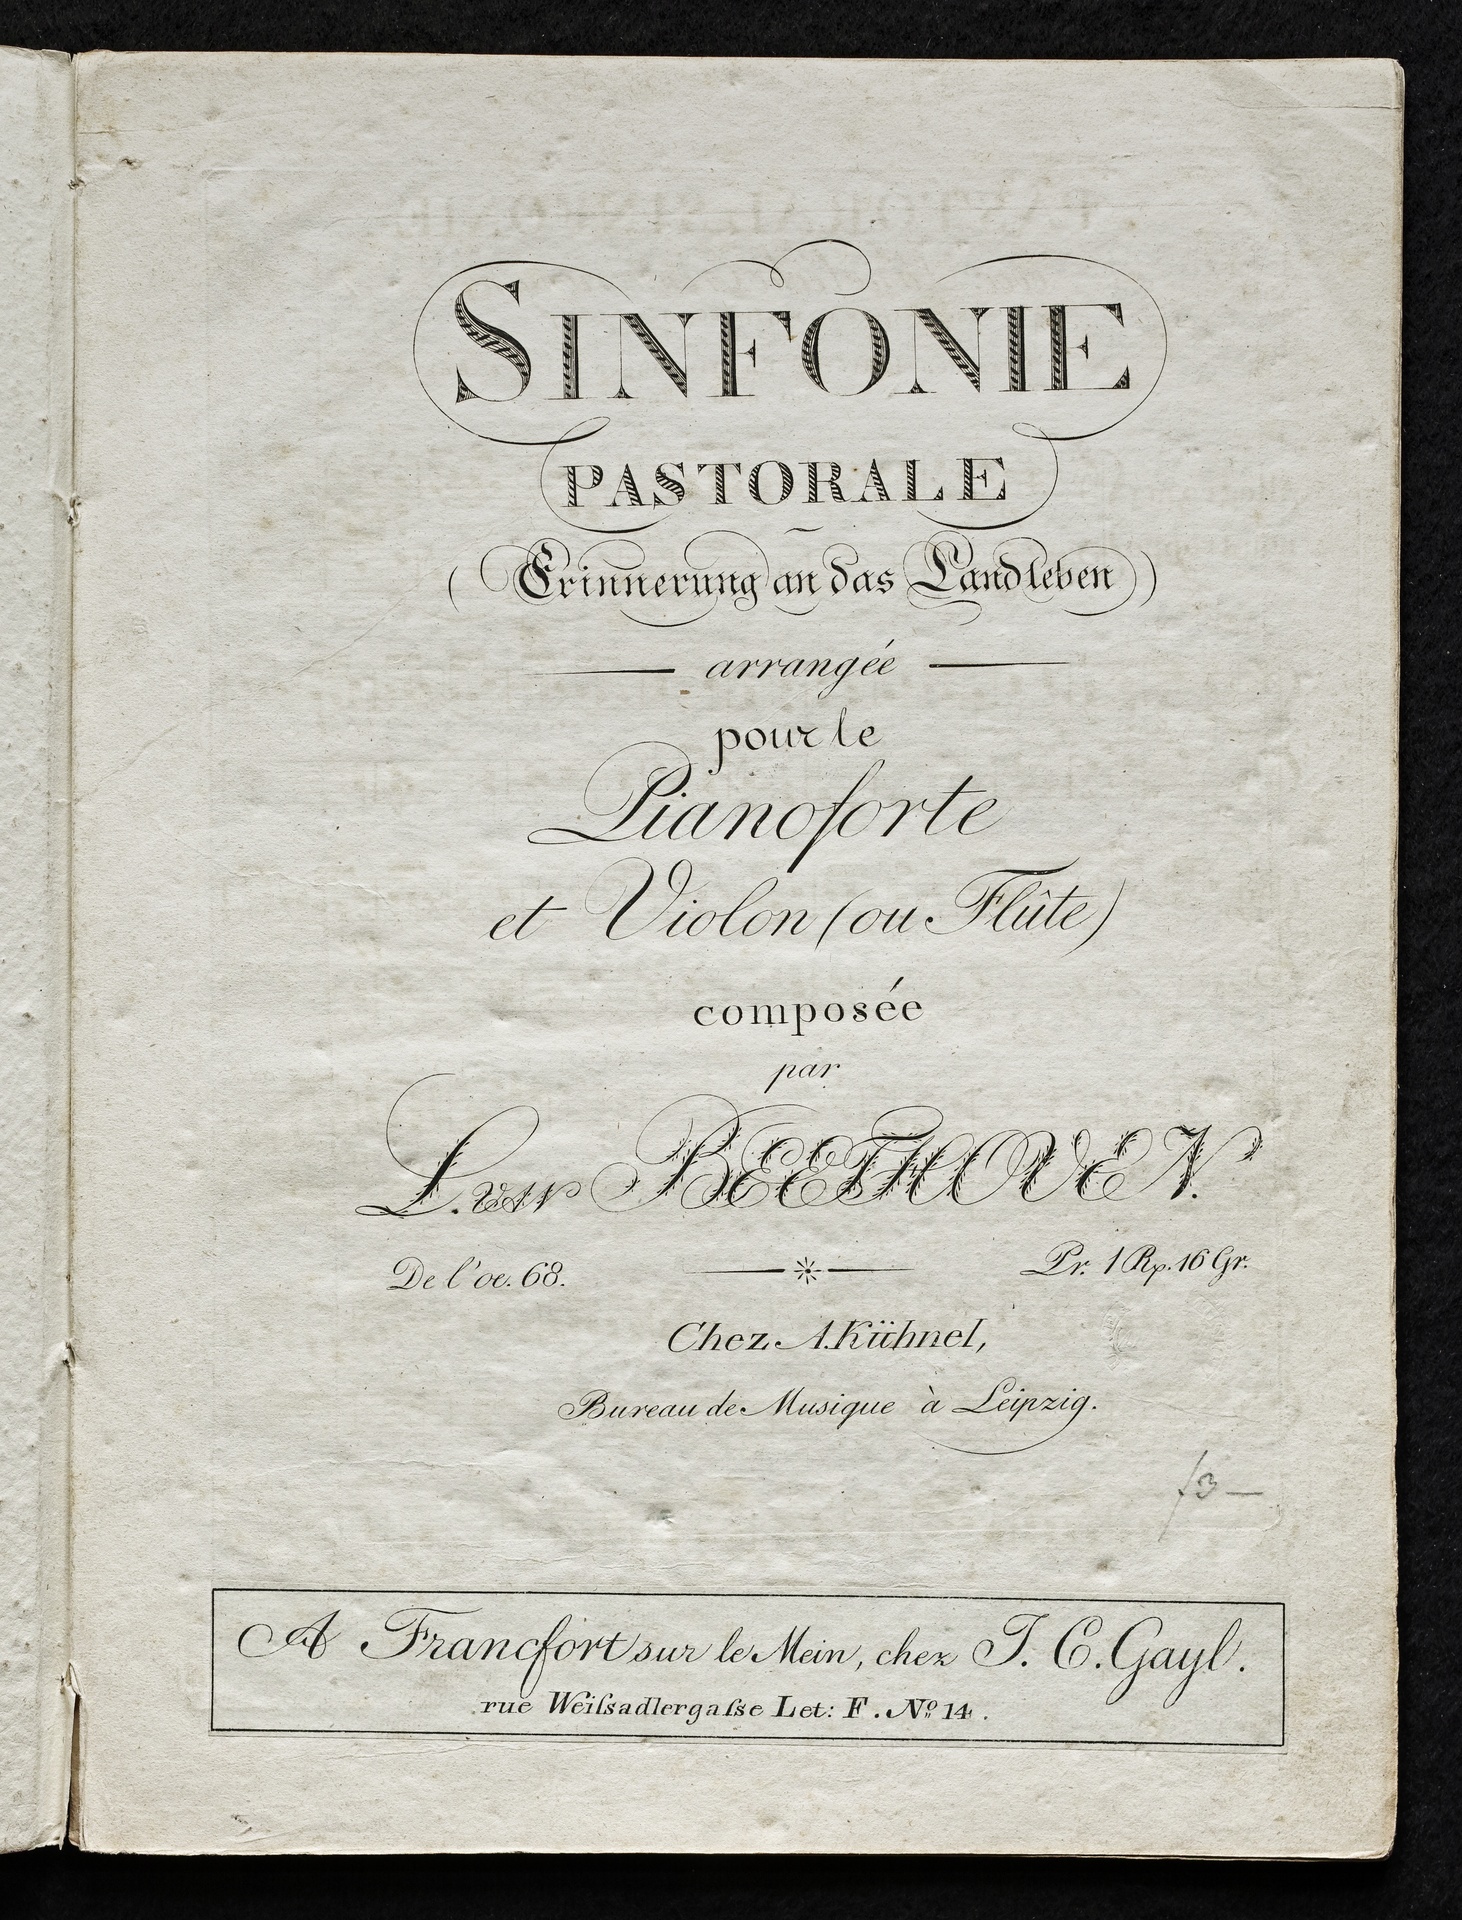 SINFONIE
PASTORALE
(Erinnerung an das Landleben)
arrangée
pour le
Pianoforte
et Violon (ou Flûte)
composée
par
L. van BEETHOVEN.
De l'oe. 68.
Pr. 1 Rp. 16 Gr.
Chez A. Kühnel,
Bureau de Musique à Leipzig.
f3—
A Francfort sur le Mein, chez J. C. Gayl.
rue Weiſsadlergaſse Let: F. Nº 14.